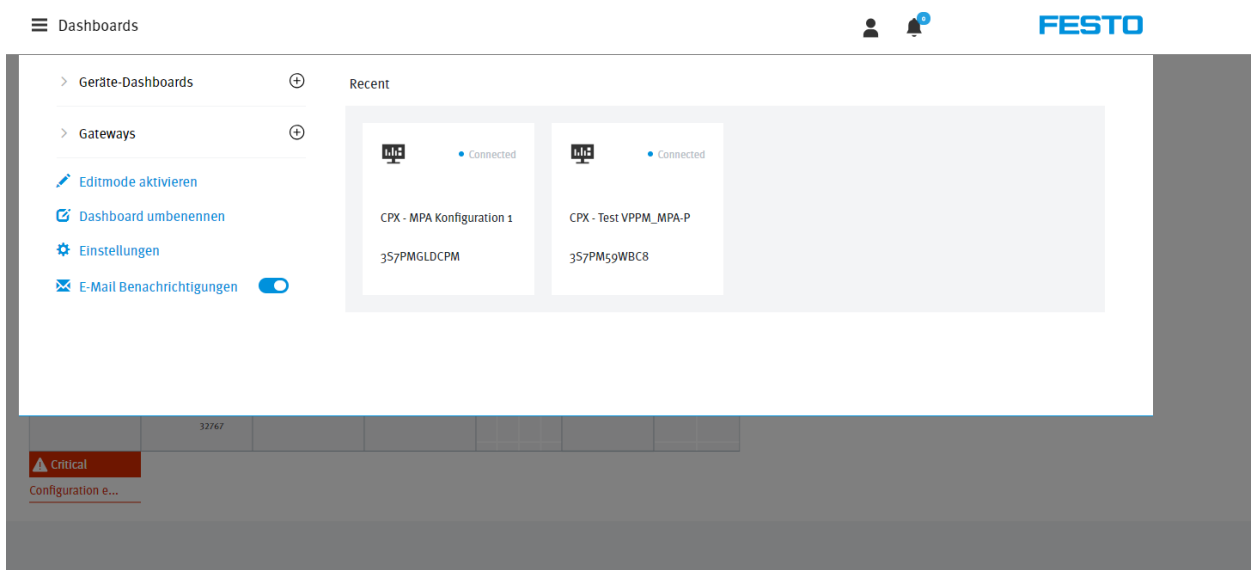 Dashboards
0
FESTO
Geräte-Dashboards
Gateways
Editmode aktivieren
Dashboard umbenennen
Einstellungen
E-Mail Benachrichtigungen
Recent
Connected
CPX - MPA Konfiguration 1
3S7PMGLDCPM
Connected
CPX - Test VPPM_MPA-P
3S7PM59WBC8
32767
Critical
Configuration e...